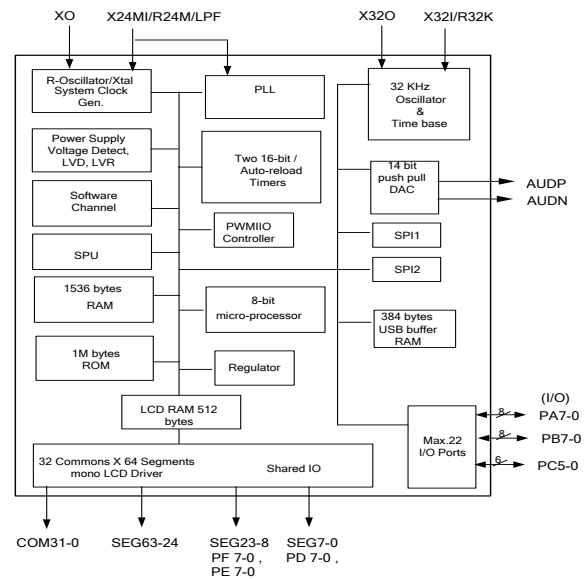 XO X24MI/R24M/LPF X32O X32I/R32K
R-Oscillator/Xtal
System Clock
Gen.
PLL
32 KHz
Oscillator
&
Time base
Power Supply
Voltage Detect,
LVD, LVR
Two 16-bit /
Auto-reload
Timers
14 bit
push pull
DAC
AUDP
AUDN
Software
Channel
PWMIIO
Controller
SPI1
SPU
SPI2
1536 bytes
RAM
8-bit
micro-processor
384 bytes
USB buffer
RAM
1M bytes
ROM
Regulator
LCD RAM 512
bytes
(I/O)
8 PA7-0
8 PB7-0
6 PC5-0
Max.22
I/O Ports
32 Commons X 64 Segments
mono LCD Driver
Shared IO
COM31-0 SEG63-24 SEG23-8 SEG7-0
PF 7-0 , PD 7-0 ,
PE 7-0